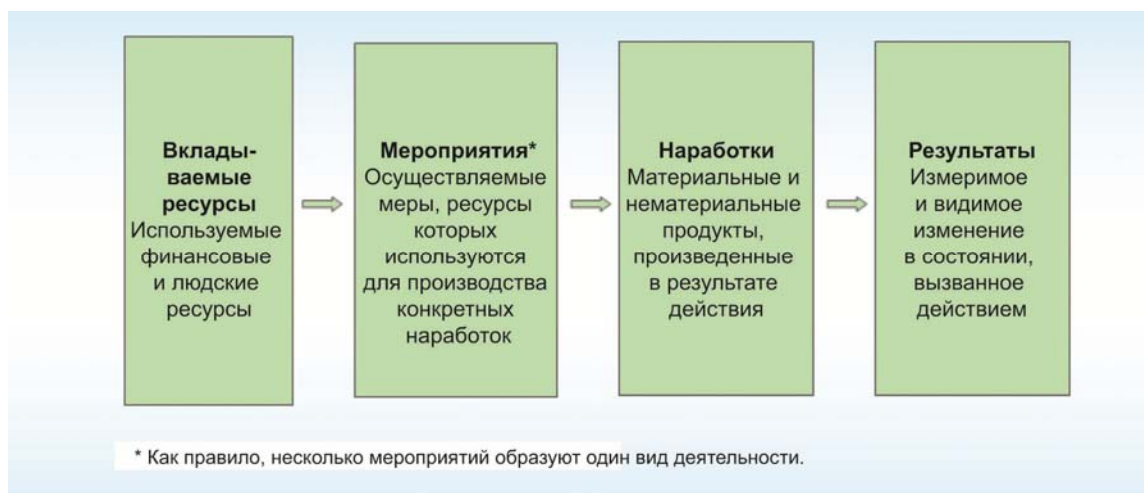 Вклады-
ваемые
ресурсы
Используемые
финансовые
и людские
ресурсы
Мероприятия*
Осуществляемые
меры, ресурсы
которых
используются
для производства
конкретных
наработок
Наработки
Материальные и
нематериальные
продукты,
произведенные
в результате
действия
Результаты
Измеримое
и видимое
изменение
в состоянии,
вызванное
действием
* Как правило, несколько мероприятий образуют один вид деятельности.